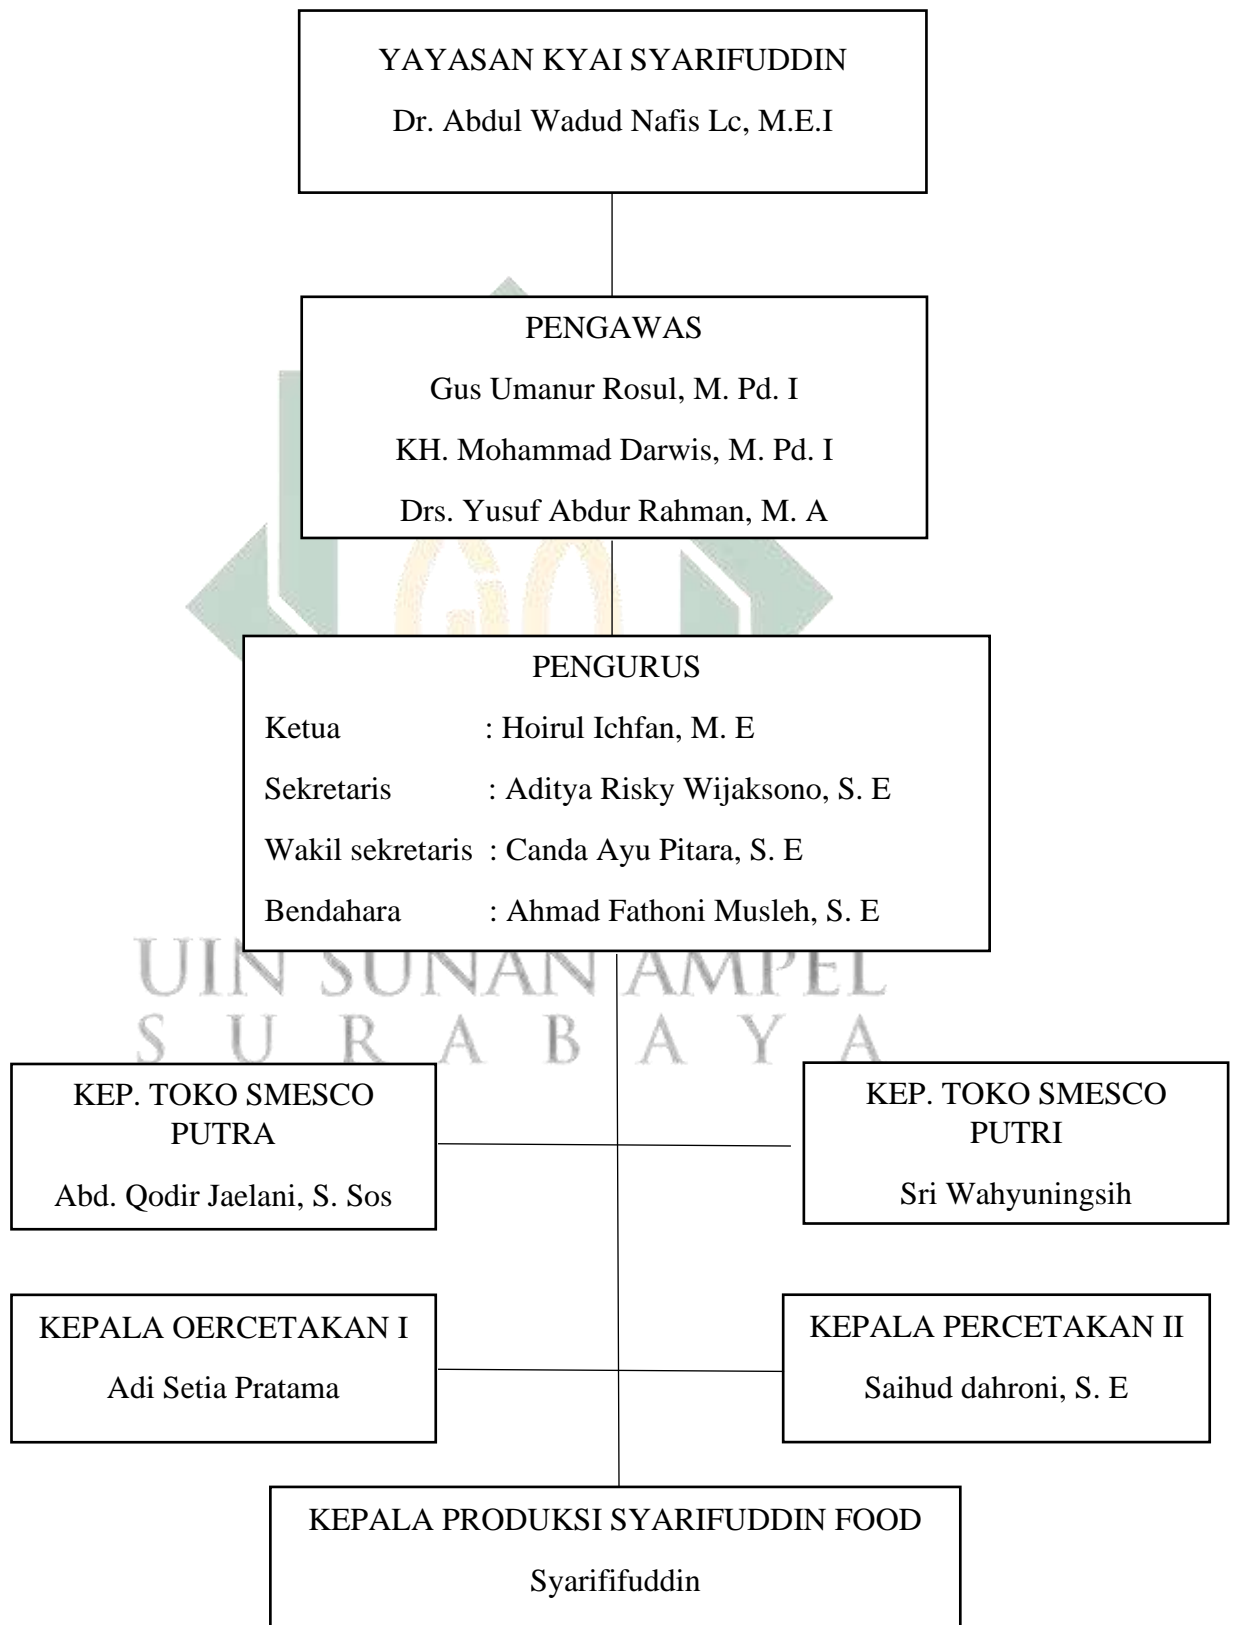 YAYASAN KYAI SYARIFUDDIN
Dr. Abdul Wadud Nafis Lc, M.E.I
PENGAWAS
Gus Umanur Rosul, M. Pd. I
KH. Mohammad Darwis, M. Pd. I
Drs. Yusuf Abdur Rahman, M. A
PENGURUS
Ketua : Hoirul Ichfan, M. E
Sekretaris : Aditya Risky Wijaksono, S. E
Wakil sekretaris : Canda Ayu Pitara, S. E
Bendahara : Ahmad Fathoni Musleh, S. E
UIN SUNAN AMPEL
SURABAYA
KEP. TOKO SMESCO
PUTRA
Abd. Qodir Jaelani, S. Sos
KEP. TOKO SMESCO
PUTRI
Sri Wahyuningsih
KEPALA OERCETAKAN I
Adi Setia Pratama
KEPALA PERCETAKAN II
Saihud dahroni, S. E
KEPALA PRODUKSI SYARIFUDDIN FOOD
Syarififuddin